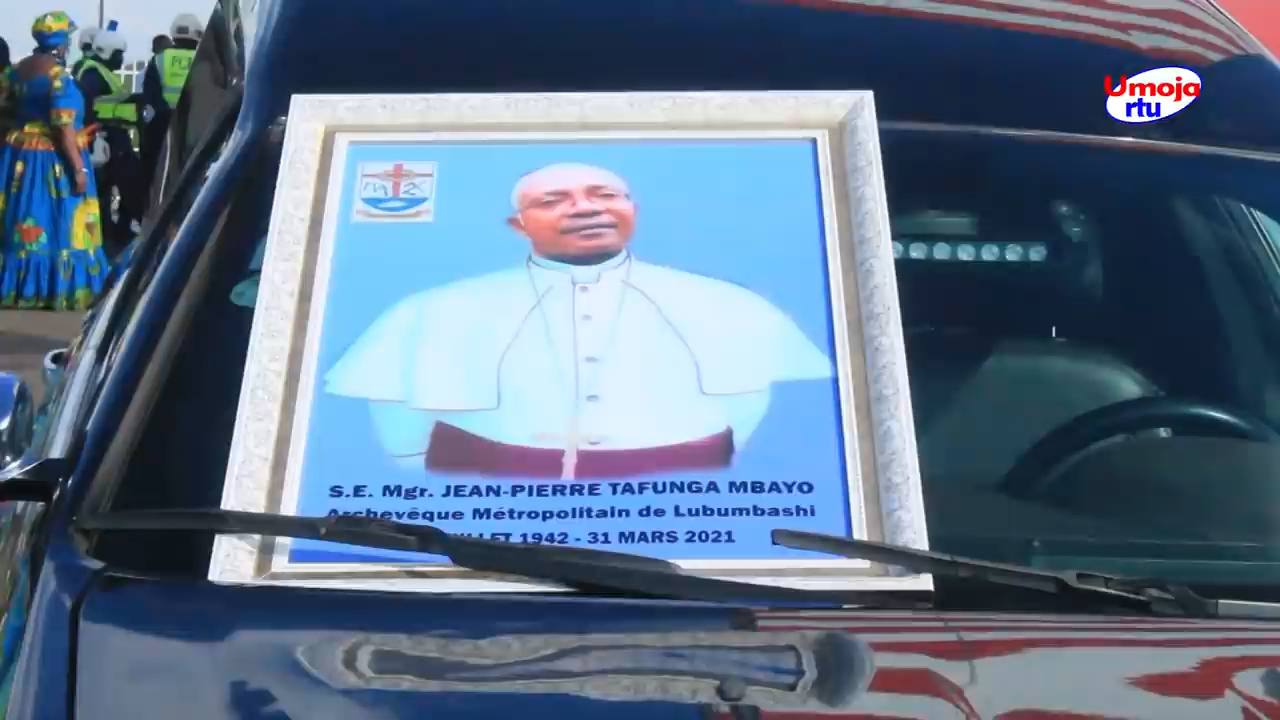 Umoja
rtu
S.E. Mgr. JEAN-PIERRE TAFUNGA MBAYO
Archevêque Métropolitain de Lubumbashi
1942 - 31 MARS 2021